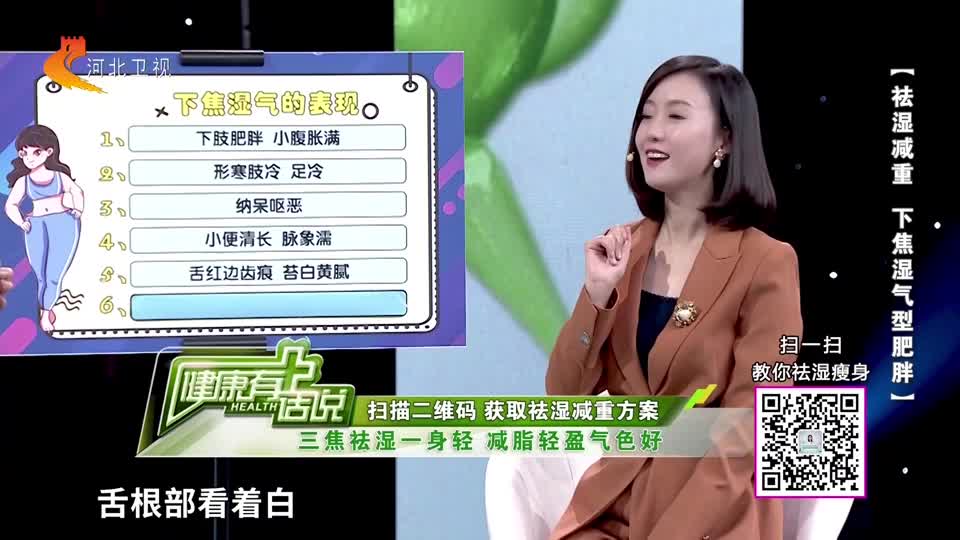 河北卫视
下焦湿气的表现
1、 下肢肥胖 小腹胀满
2、 形寒肢冷 足冷
3、 纳呆呕恶
4、 小便清长 脉象濡
5、 舌红边齿痕 苔白黄腻
6、
【祛湿减重 下焦湿气型肥胖】
扫一扫
教你祛湿瘦身
健康有话说
HEALTH
扫描二维码 获取祛湿减重方案
三焦祛湿一身轻 减脂轻盈气色好
舌根部看着白